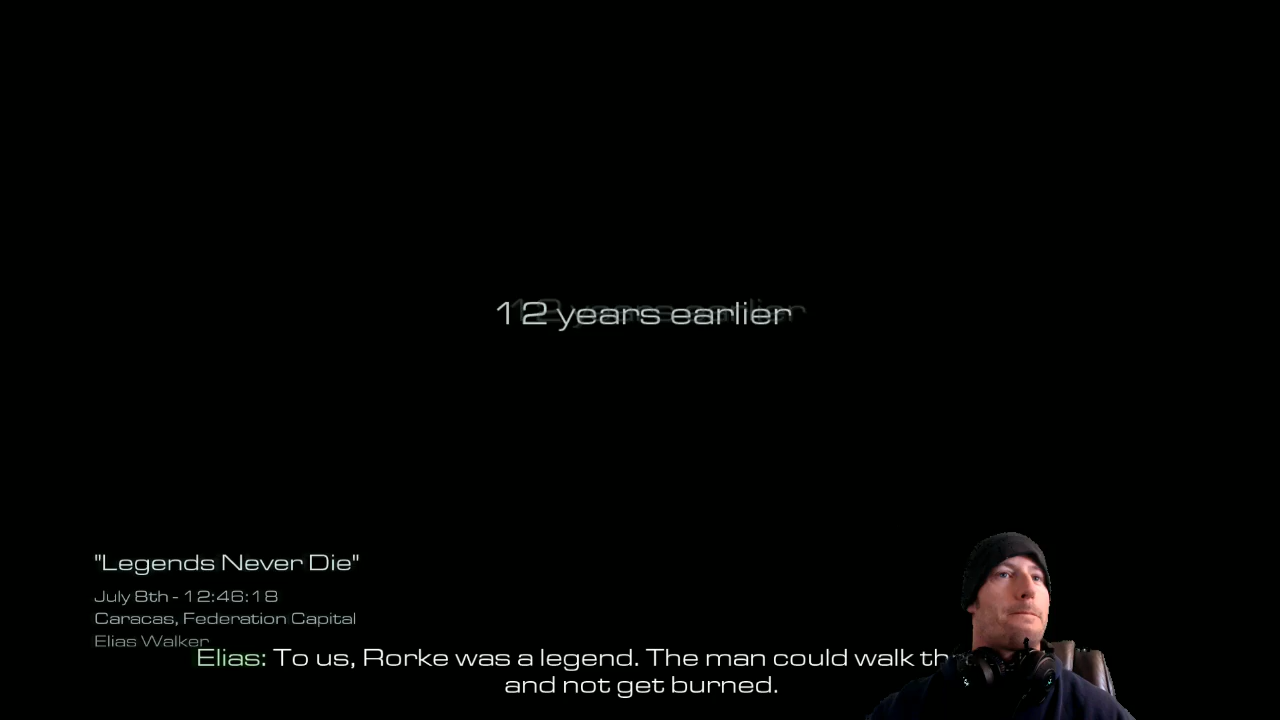 12 years earlier
"Legends Never Die"
July 8th - 12:46:18
Caracas, Federation Capital
Elias Walker
Elias: To us, Rorke was a legend. The man could walk
and not get burned.